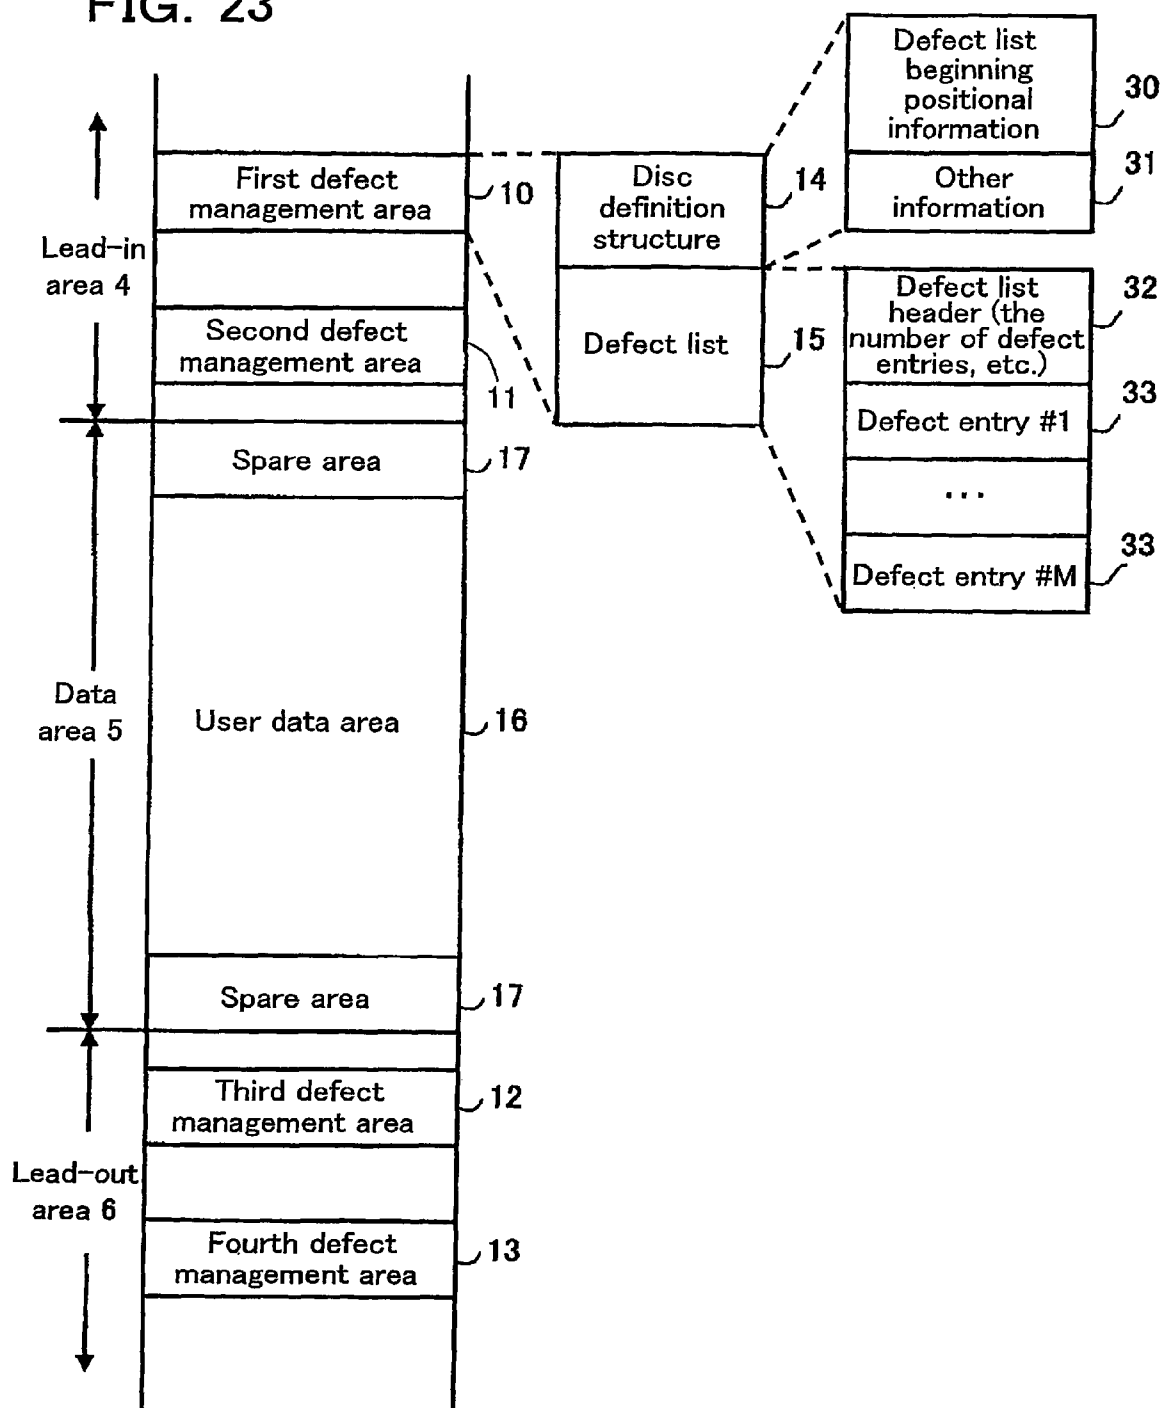 FIG. 23
Lead-in
area 4
First defect
management area
10
Second defect
management area
11
Data
area 5
Spare area
17
User data area
16
Spare area
17
Lead-out
area 6
Third defect
management area
12
Fourth defect
management area
13
Disc
definition
structure
14
Defect list
15
Defect list
beginning
positional
information
30
Other
information
31
Defect list
header (the
number of defect
entries, etc.)
32
Defect entry #1
33
...
Defect entry #M
33